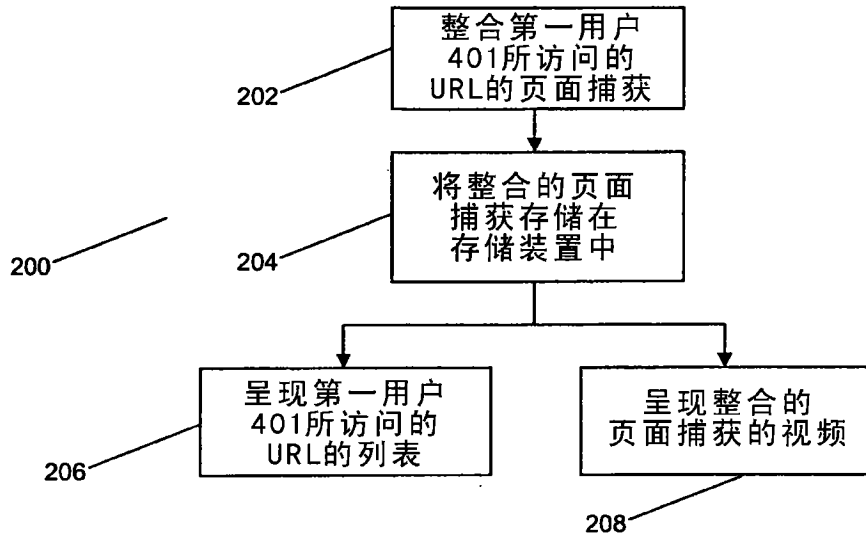 整合第一用户
401所访问的
URL的页面捕获
202
将整合的页面
捕获存储在
存储装置中
200
204
呈现第一用户
401所访问的
URL的列表
206
呈现整合的
页面捕获的视频
208